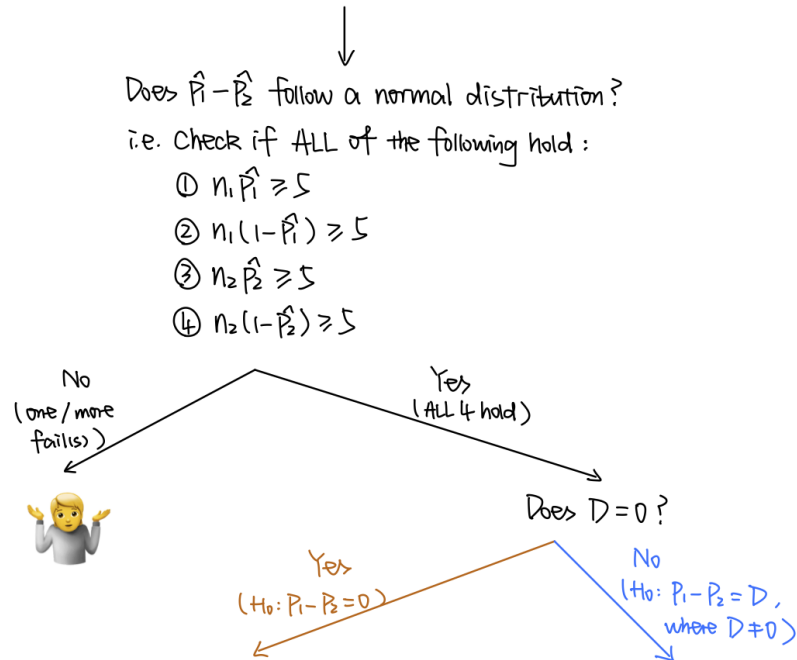 Does p̂₁-p̂₂ follow a normal distribution?
i.e. Check if ALL of the following hold :
① n₁p̂₁ ⩾ 5
② n₁(1-p̂₁) ⩾ 5
③ n₂p̂₂ ⩾ 5
④ n₂(1-p̂₂) ⩾ 5
No
(one/more
fail(s))
Yes
(ALL 4 hold)
Does D=0?
Yes
(H₀: P₁-P₂=0)
No
(H₀: P₁-P₂=D,
where D≠0)